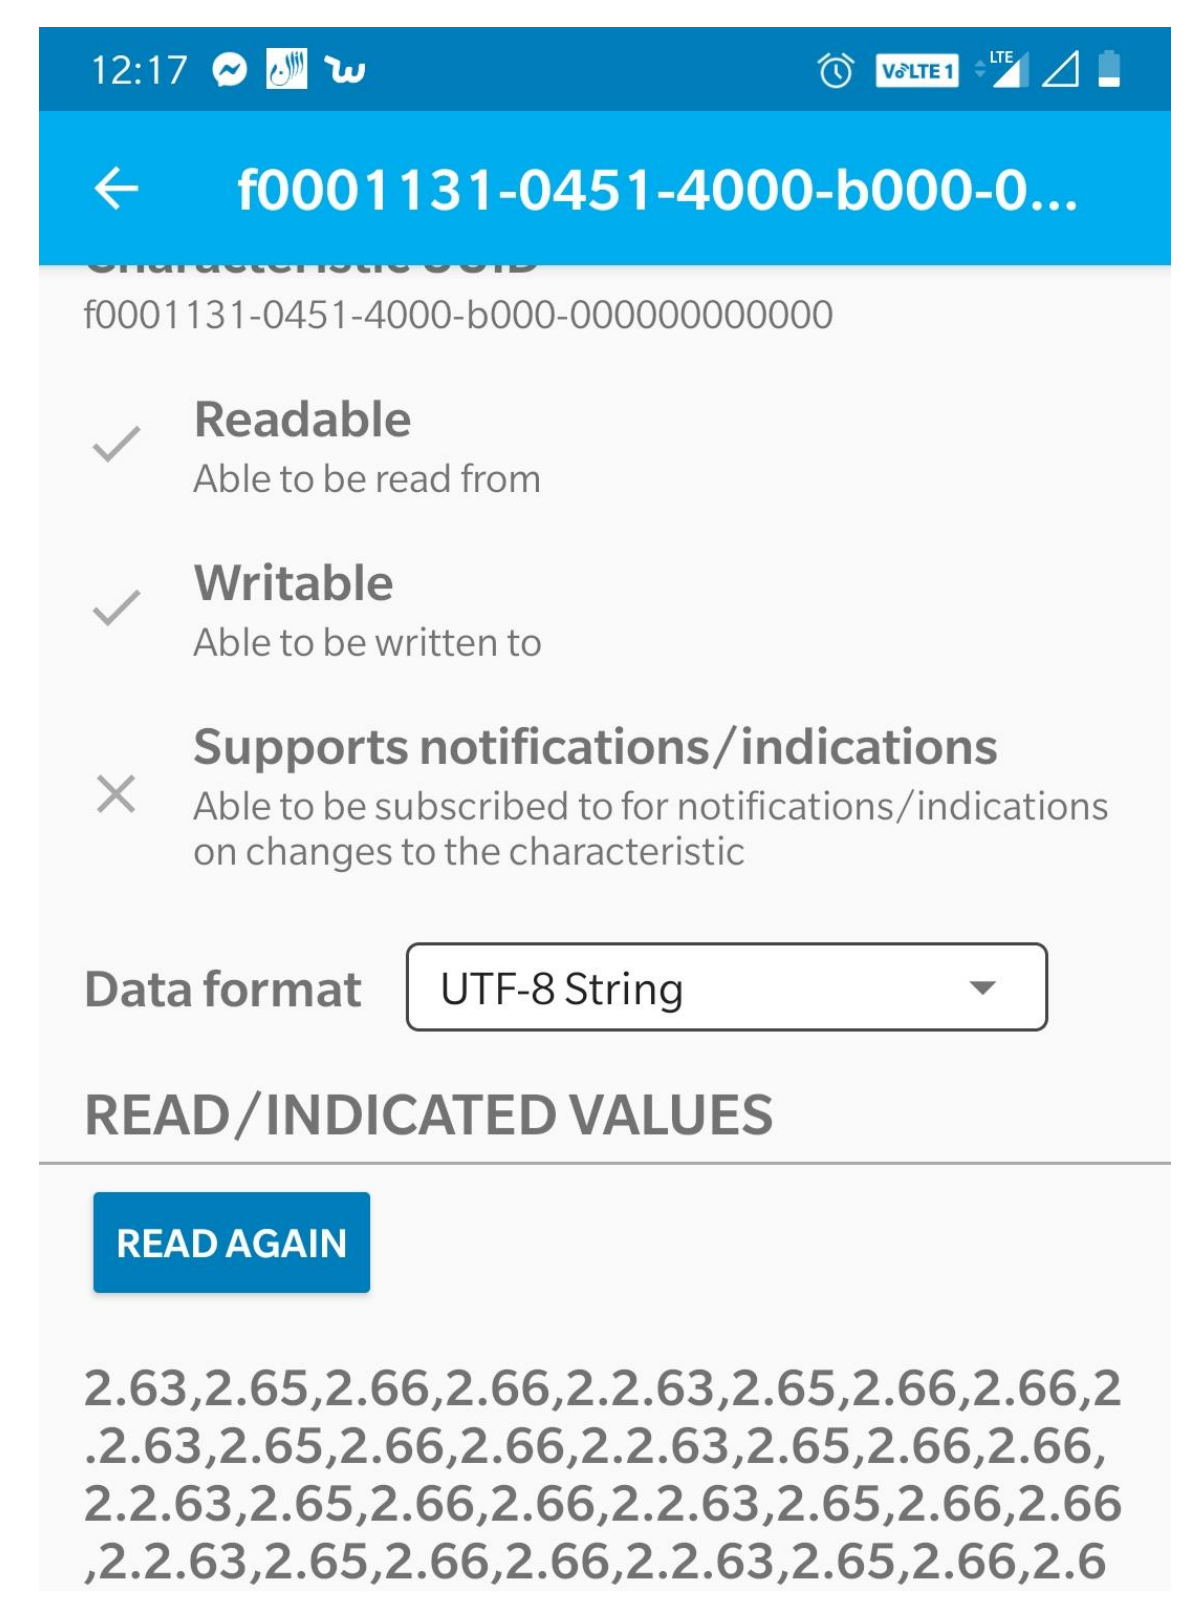 12:17
VoLTE 1
LTE
f0001131-0451-4000-b000-0...
Characteristic UUID
f0001131-0451-4000-b000-000000000000
Readable
Able to be read from
Writable
Able to be written to
Supports notifications/indications
Able to be subscribed to for notifications/indications
on changes to the characteristic
Data format
UTF-8 String
READ/INDICATED VALUES
READ AGAIN
2.63,2.65,2.66,2.66,2.2.63,2.65,2.66,2.66,2
.2.63,2.65,2.66,2.66,2.2.63,2.65,2.66,2.66,
2.2.63,2.65,2.66,2.66,2.2.63,2.65,2.66,2.66
,2.2.63,2.65,2.66,2.66,2.2.63,2.65,2.66,2.6